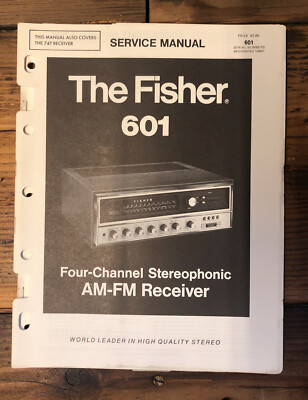 THIS MANUAL ALSO COVERS
THE 747 RECEIVER
SERVICE MANUAL
601
The Fisher®
601
FISHER
Four-Channel Stereophonic
AM-FM Receiver
WORLD LEADER IN HIGH QUALITY STEREO